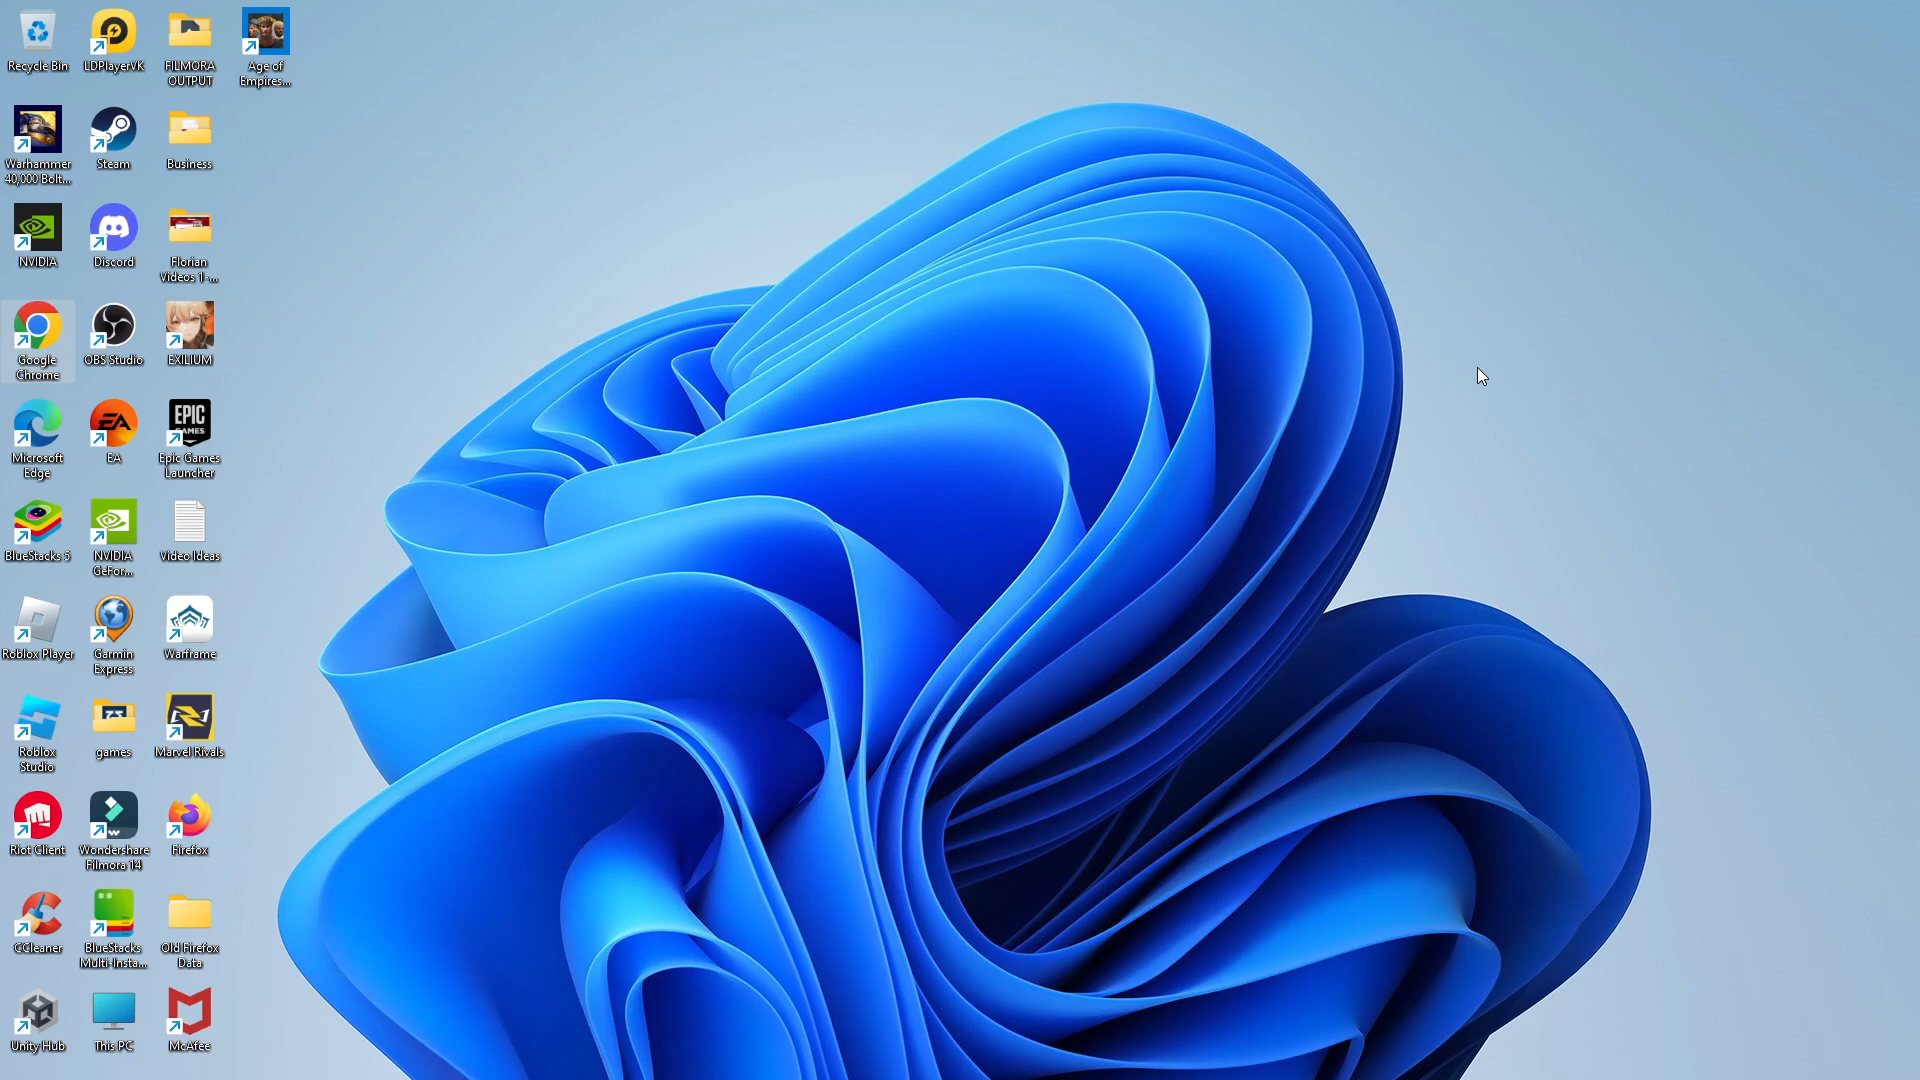 Recycle Bin
LDPlayerVK
FILMORA
OUTPUT
Age of
Empires...
Warhammer
40,000 Bolt...
Steam
Business
NVIDIA
Discord
Florian
Videos 1-...
Google
Chrome
OBS Studio
EXILIUM
Microsoft
Edge
EA
EA
EPIC
GAMES
Epic Games
Launcher
BlueStacks 5
NVIDIA
GeFor...
Video Ideas
Roblox Player
Garmin
Express
Warframe
Roblox
Studio
games
Marvel Rivals
Riot Client
Wondershare
Filmora 14
Firefox
CCleaner
BlueStacks
Multi-Insta...
Old Firefox
Data
Unity Hub
This PC
McAfee